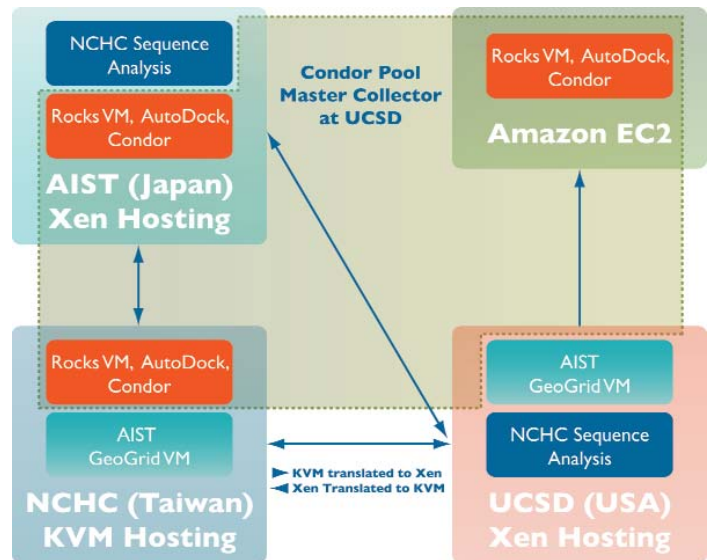 NCHC Sequence
Analysis
Rocks VM, AutoDock,
Condor
AIST (Japan)
Xen Hosting
Condor Pool
Master Collector
at UCSD
Rocks VM, AutoDock,
Condor
Amazon EC2
Rocks VM, AutoDock,
Condor
AIST
GeoGrid VM
NCHC (Taiwan)
KVM Hosting
KVM translated to Xen
Xen Translated to KVM
AIST
GeoGrid VM
NCHC Sequence
Analysis
UCSD (USA)
Xen Hosting